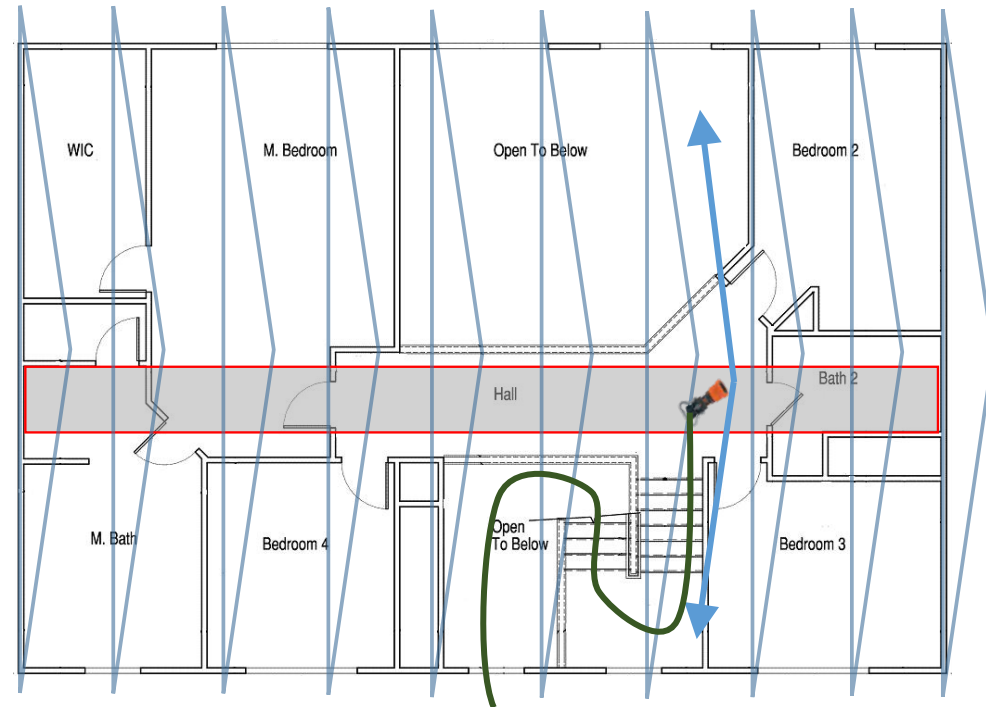 WIC
M. Bedroom
Open To Below
Bedroom 2
Hall
Bath 2
M. Bath
Bedroom 4
Open
To Below
Bedroom 3